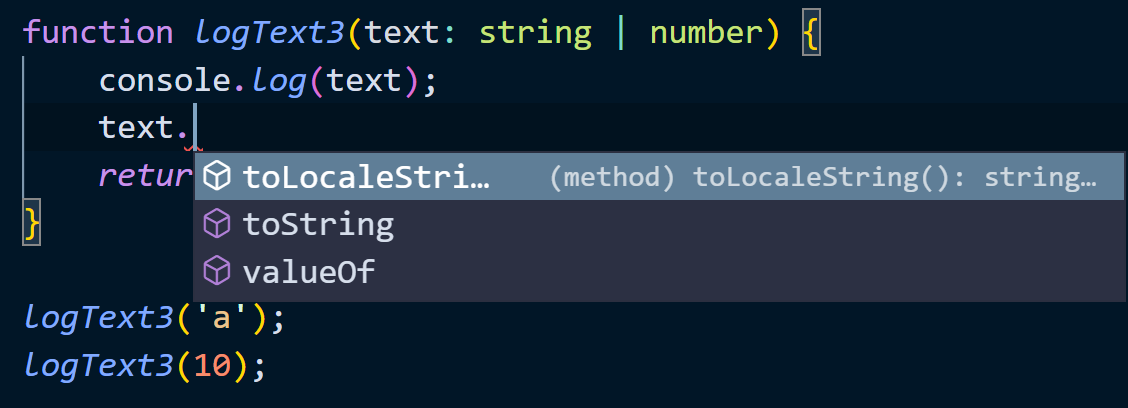 function logText3(text: string | number) {
console.log(text);
text.
retur
toLocaleStri… (method) toLocaleString(): string…
toString
valueOf
}
logText3('a');
logText3(10);